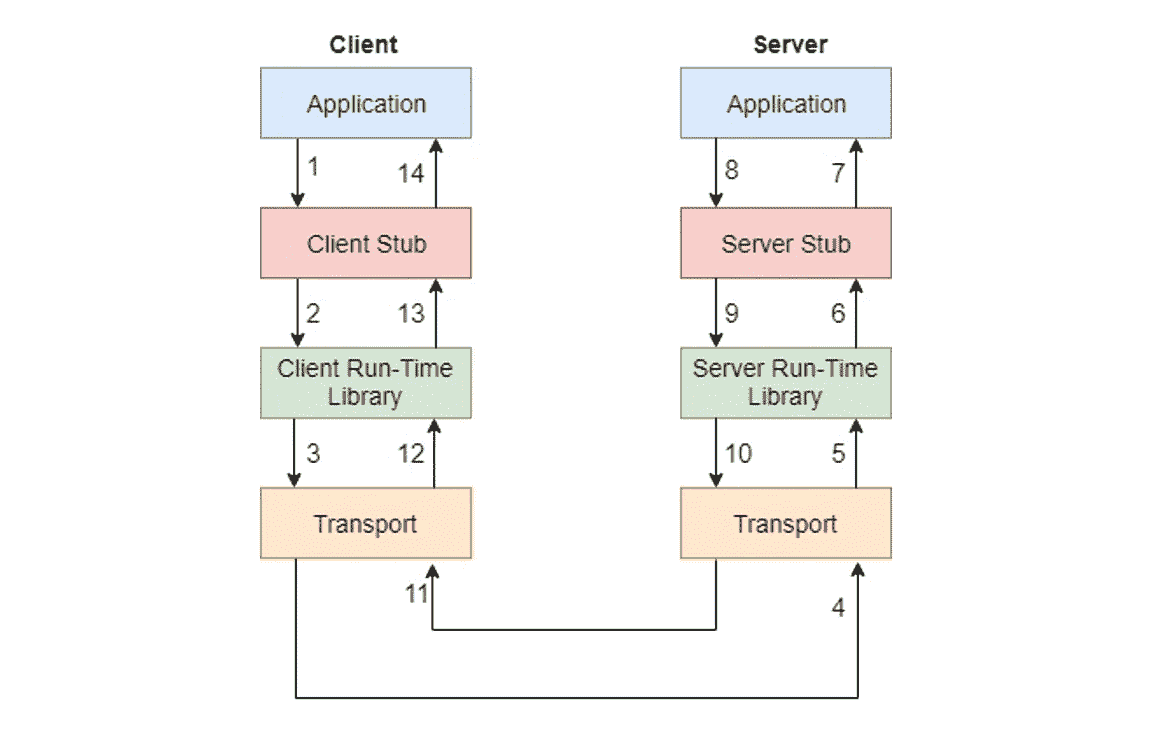 Client
Server
Application
Application
1
14
8
7
Client Stub
Server Stub
2
13
9
6
Client Run-Time
Library
Server Run-Time
Library
3
12
10
5
Transport
Transport
11
4